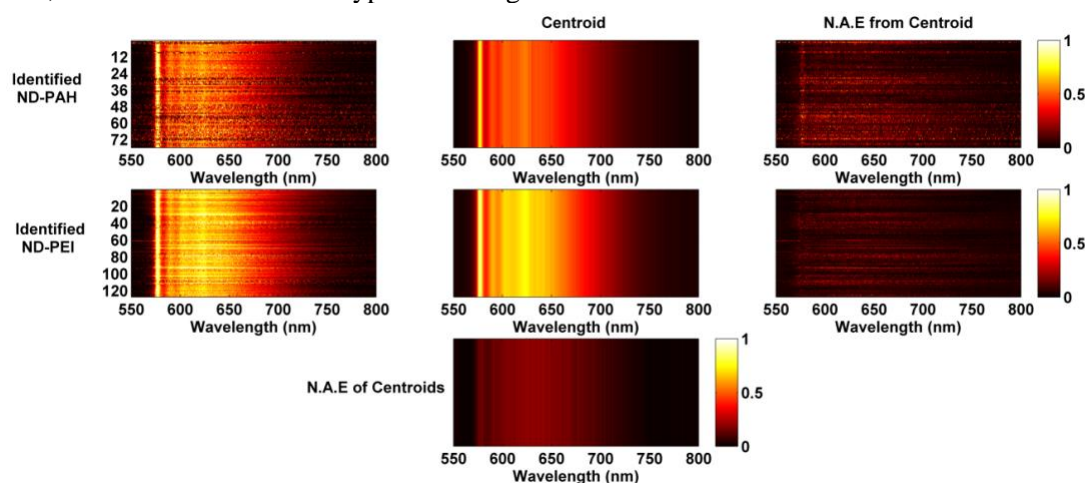 Centroid
N.A.E from Centroid
Identified
ND-PAH
12
24
36
48
60
72
1
0.5
0
550 600 650 700 750 800
550 600 650 700 750 800
550 600 650 700 750 800
Wavelength (nm)
Wavelength (nm)
Wavelength (nm)
Identified
ND-PEI
20
40
60
80
100
120
1
0.5
0
550 600 650 700 750 800
550 600 650 700 750 800
550 600 650 700 750 800
Wavelength (nm)
Wavelength (nm)
Wavelength (nm)
N.A.E of Centroids
1
0.5
0
550 600 650 700 750 800
Wavelength (nm)